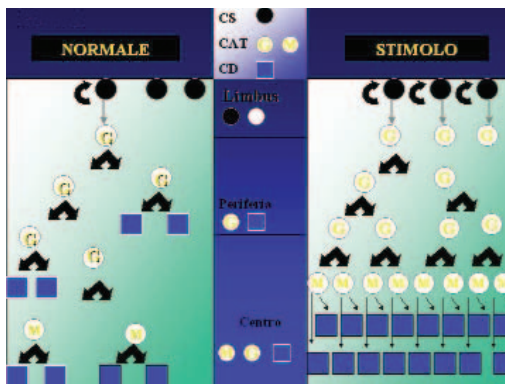 NORMALE
CS
CAT G M
CD
STIMOLO
Limbus
G
G G
G
G
M M
Periferia
G
Centro
M
G G G
G G
G G G G
M M M M M M M M